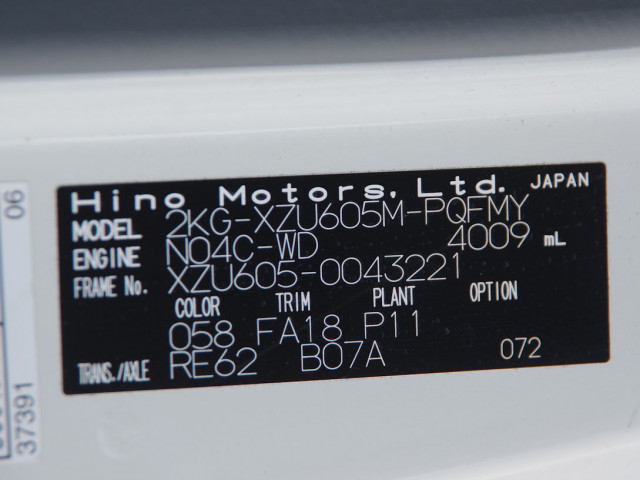 Hino Motors, Ltd. JAPAN
MODEL 2KG-XZU605M-PQFMY
ENGINE N04C-WD 4009 mL
FRAME No. XZU605-0043221
COLOR TRIM PLANT OPTION
058 FA18 P11
TRANS./AXLE RE62 B07A 072
06
37391